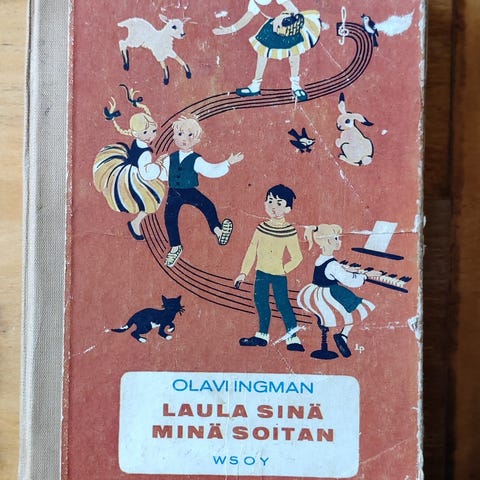 i.p
OLAVI INGMAN
LAULA SINÄ
MINÄ SOITAN
WSOY